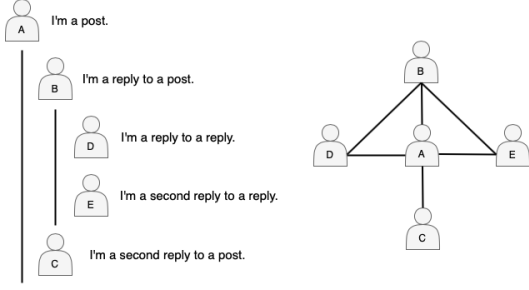 A
I'm a post.
B
I'm a reply to a post.
D
I'm a reply to a reply.
E
I'm a second reply to a reply.
C
I'm a second reply to a post.
B
D
A
E
C